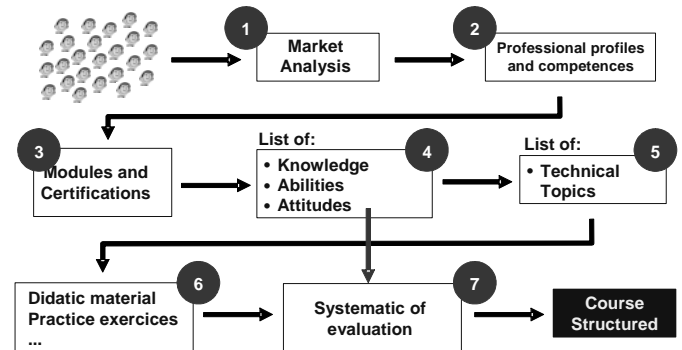 1
Market
Analysis
2
Professional profiles
and competences
3
Modules and
Certifications
List of:
4
• Knowledge
• Abilities
• Attitudes
List of:
5
• Technical
Topics
6
Didatic material
Practice exercices
...
7
Systematic of
evaluation
Course
Structured